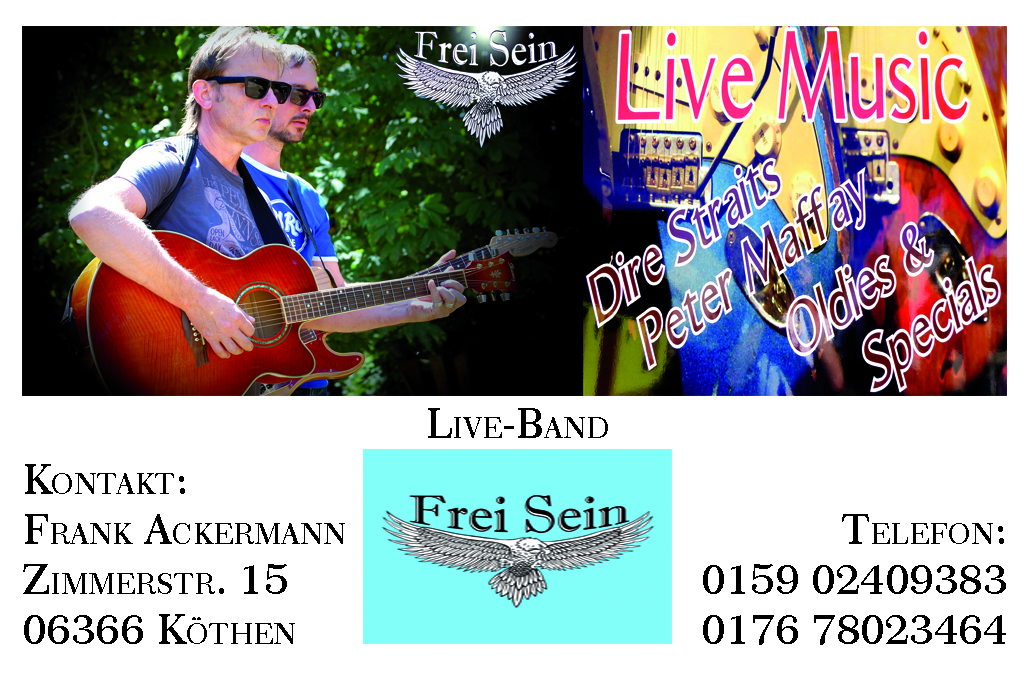 Frei Sein
Live Music
Dire Straits
Peter Maffay
Oldies &
Specials
LIVE-BAND
KONTAKT:
FRANK ACKERMANN
ZIMMERSTR. 15
06366 KÖTHEN
Frei Sein
TELEFON:
0159 02409383
0176 78023464